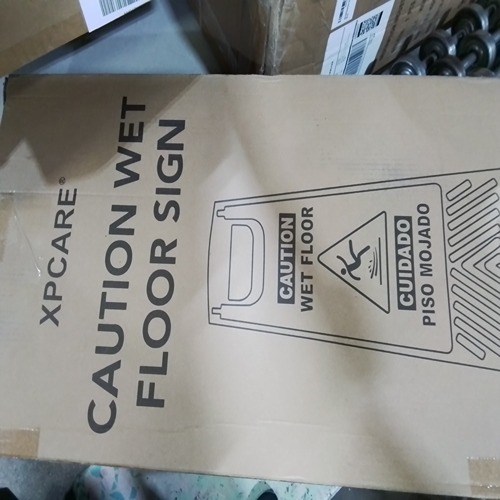 XPCARE®
CAUTION WET
FLOOR SIGN
CAUTION
WET FLOOR
CUIDADO
PISO MOJADO